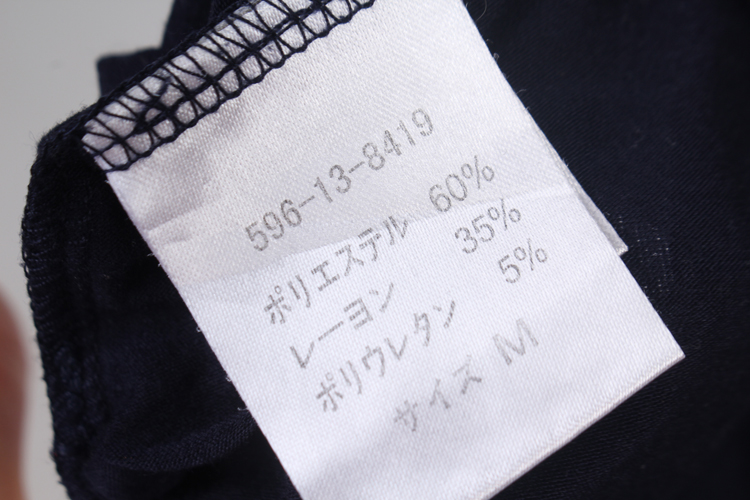 596-13-8419
ポリエステル 60%
レーヨン 35%
ポリウレタン 5%
サイズ M